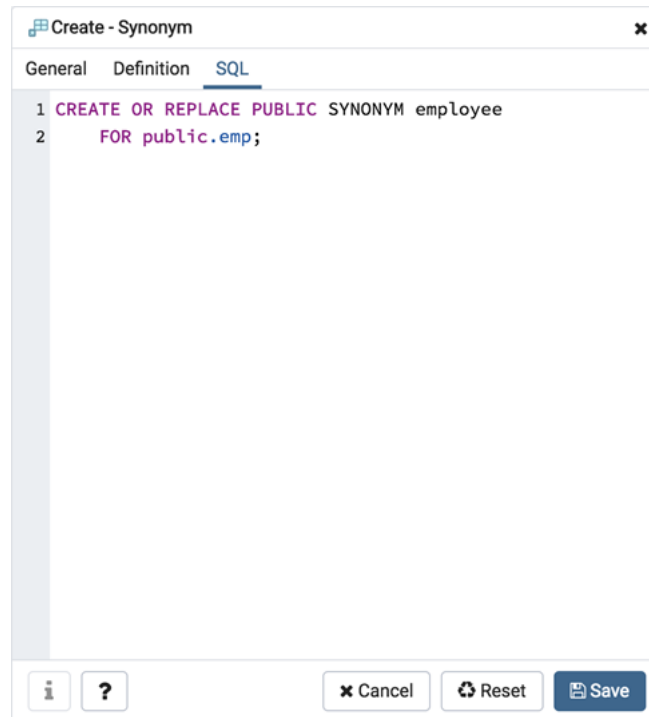 Create - Synonym
General Definition SQL
1 CREATE OR REPLACE PUBLIC SYNONYM employee
2 FOR public.emp;
i ? Cancel Reset Save